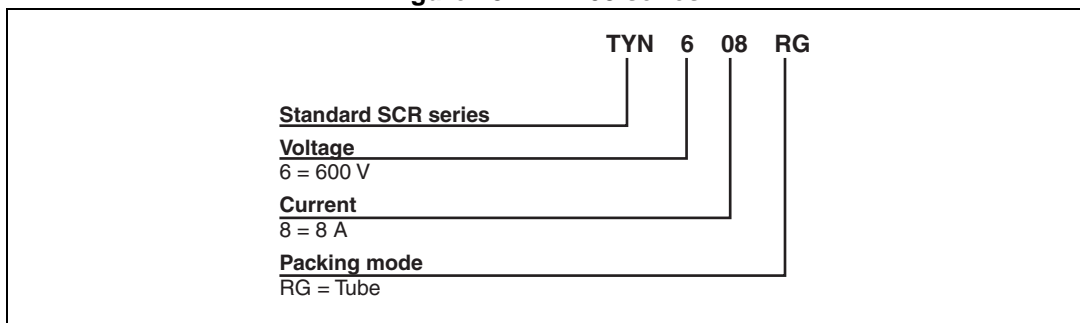 TYN 6 08 RG
Standard SCR series
Voltage
6 = 600 V
Current
8 = 8 A
Packing mode
RG = Tube